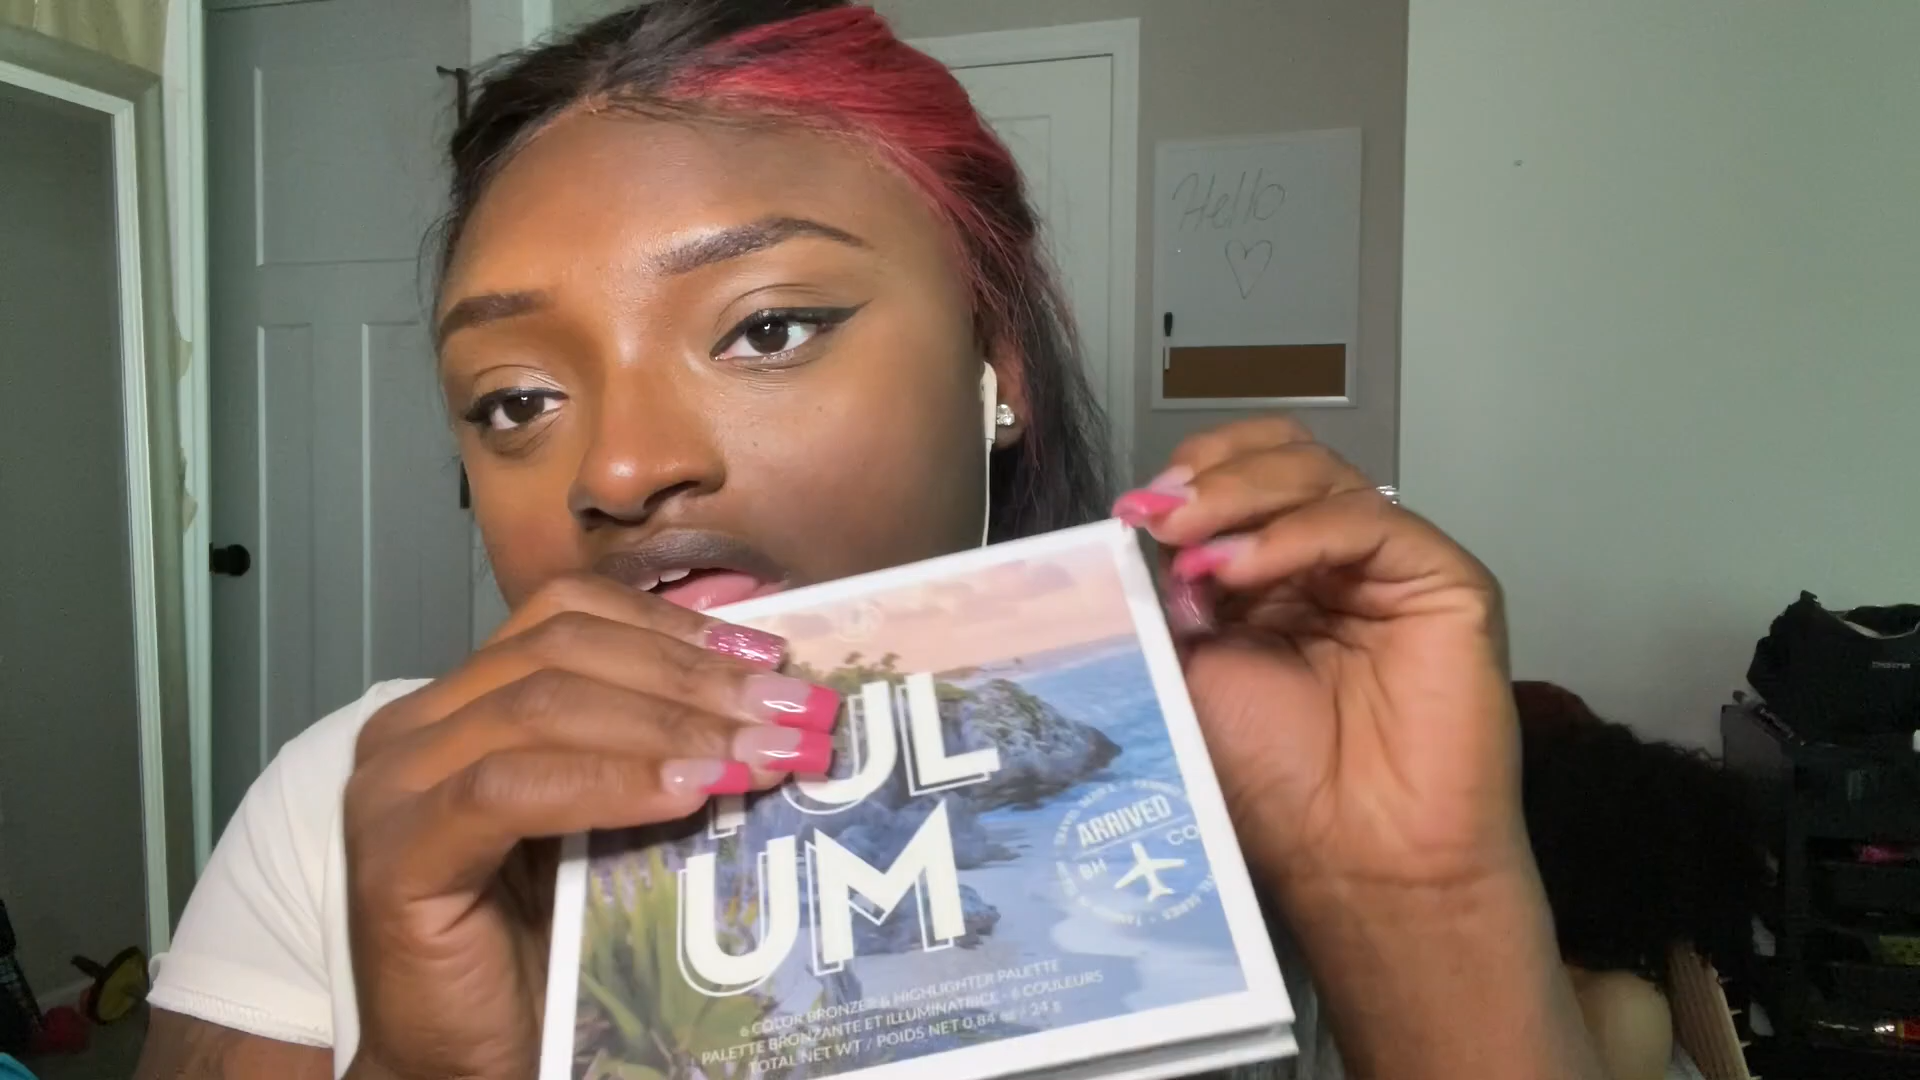 Hello
TUL
UM
ARRIVED
BH
CO
6 COLOR BRONZER & HIGHLIGHTER PALETTE
PALETTE BRONZANTE ET ILLUMINATRICE - 6 COULEURS
TOTAL NET WT / POIDS NET 0.84 oz / 24 g